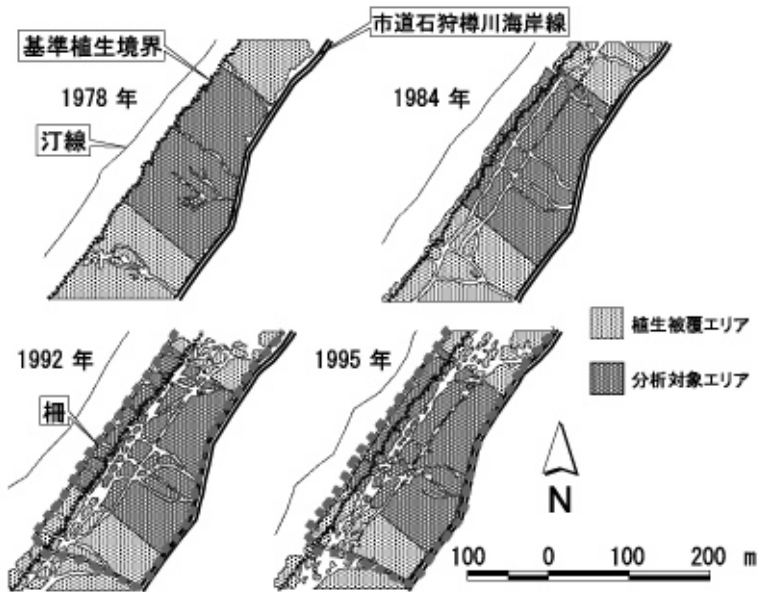 市道石狩樽川海岸線
基準植生境界
1978 年
1984 年
汀線
植生被覆エリア
1992 年
1995 年
分析対象エリア
柵
N
100 0 100 200 m